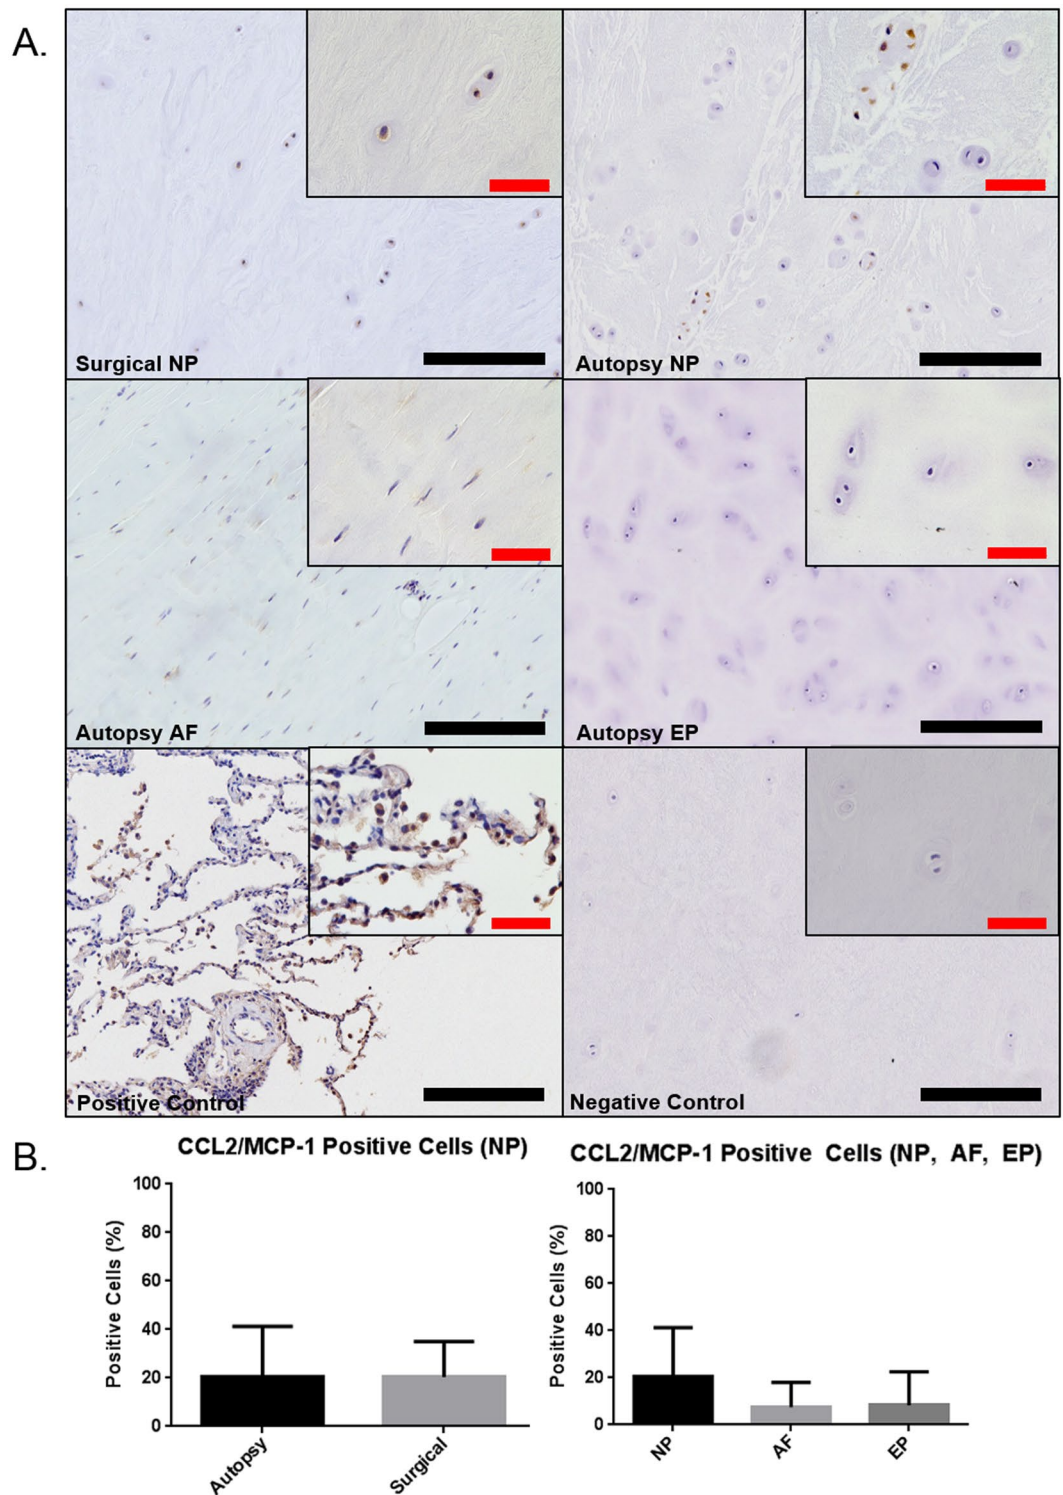 A.
Surgical NP
Autopsy NP
Autopsy AF
Autopsy EP
Positive Control
Negative Control
B.
CCL2/MCP-1 Positive Cells (NP)
Positive Cells (%)
100
80
60
40
20
0
Autopsy
Surgical
CCL2/MCP-1 Positive Cells (NP, AF, EP)
Positive Cells (%)
100
80
60
40
20
0
NP
AF
EP